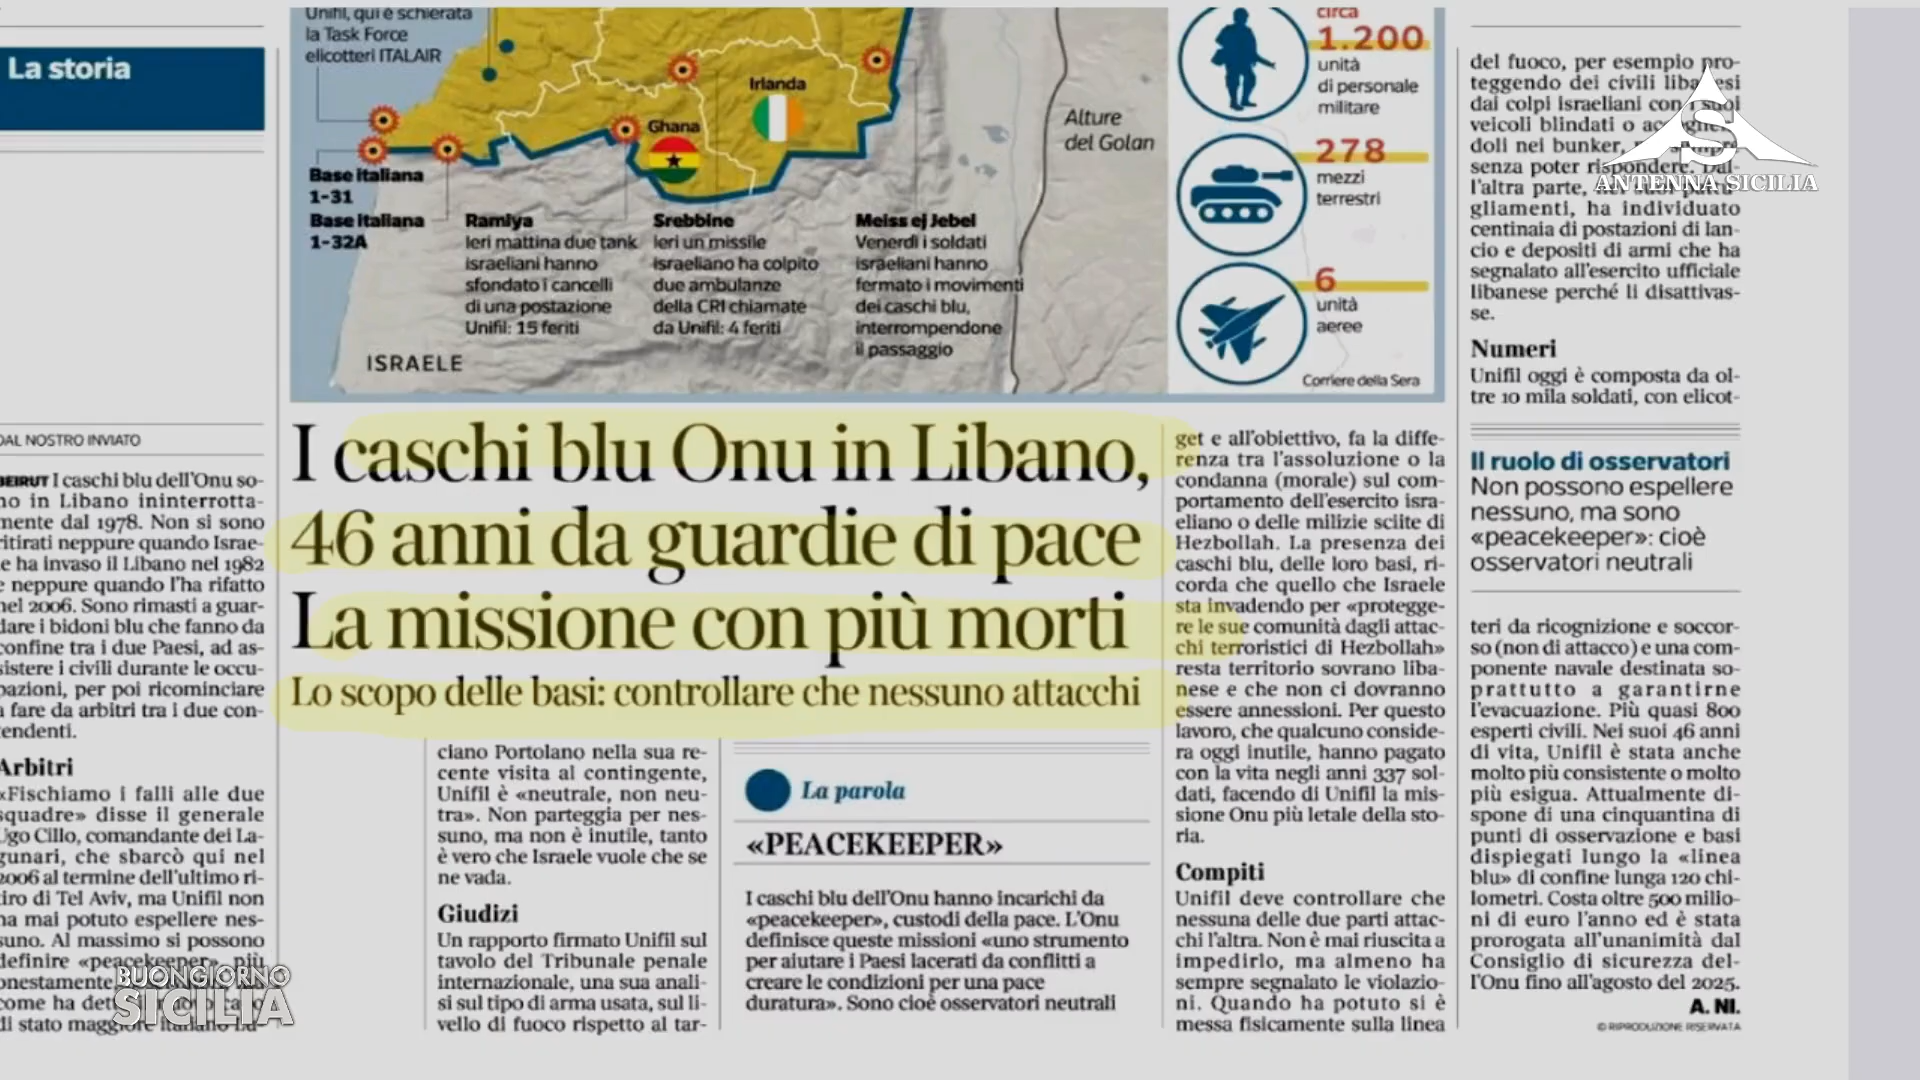 La storia
Unifil, qui è schierata
la Task Force
elicotteri ITALAIR
Irlanda
Ghana
Alture
del Golan
Base italiana
1-31
Base italiana
1-32A
Ramiya
Ieri mattina due tank
israeliani hanno
sfondato i cancelli
di una postazione
Unifil: 15 feriti
Srebbine
Ieri un missile
israeliano ha colpito
due ambulanze
della CRI chiamate
da Unifil: 4 feriti
Meiss ej Jebel
Venerdì i soldati
israeliani hanno
fermato i movimenti
dei caschi blu,
interrompendone
il passaggio
ISRAELE
circa
1.200
unità
di personale
militare
278
mezzi
terrestri
6
unità
aeree
Corriere della Sera
I caschi blu Onu in Libano,
46 anni da guardie di pace
La missione con più morti
Lo scopo delle basi: controllare che nessuno attacchi
DAL NOSTRO INVIATO
BEIRUT I caschi blu dell'Onu so-
no in Libano ininterrotta-
mente dal 1978. Non si sono
ritirati neppure quando Israe-
le ha invaso il Libano nel 1982
e neppure quando l'ha rifatto
nel 2006. Sono rimasti a guar-
dare i bidoni blu che fanno da
confine tra i due Paesi, ad as-
sistere i civili durante le occu-
pazioni, per poi ricominciare
a fare da arbitri tra i due con-
tendenti.
Arbitri
«Fischiamo i falli alle due
squadre» disse il generale
Ugo Cillo, comandante dei La-
gunari, che sbarcò qui nel
2006 al termine dell'ultimo ri-
tiro di Tel Aviv, ma Unifil non
ha mai potuto espellere nes-
suno. Al massimo si possono
definire «peacekeeper», più
onestamente
come ha detto
di stato maggiore italiano Lu-
ciano Portolano nella sua re-
cente visita al contingente,
Unifil è «neutrale, non neu-
tra». Non parteggia per nes-
suno, ma non è inutile, tanto
è vero che Israele vuole che se
ne vada.
Giudizi
Un rapporto firmato Unifil sul
tavolo del Tribunale penale
internazionale, una sua anali-
si sul tipo di arma usata, sul li-
vello di fuoco rispetto al tar-
La parola
«PEACEKEEPER»
I caschi blu dell'Onu hanno incarichi da
«peacekeeper», custodi della pace. L'Onu
definisce queste missioni «uno strumento
per aiutare i Paesi lacerati da conflitti a
creare le condizioni per una pace
duratura». Sono cioè osservatori neutrali
get e all'obiettivo, fa la diffe-
renza tra l'assoluzione o la
condanna (morale) sul com-
portamento dell'esercito isra-
eliano o delle milizie sciite di
Hezbollah. La presenza dei
caschi blu, delle loro basi, ri-
corda che quello che Israele
sta invadendo per «protegge-
re le sue comunità dagli attac-
chi terroristici di Hezbollah»
resta territorio sovrano liba-
nese e che non ci dovranno
essere annessioni. Per questo
lavoro, che qualcuno conside-
ra oggi inutile, hanno pagato
con la vita negli anni 337 sol-
dati, facendo di Unifil la mis-
sione Onu più letale della sto-
ria.
Compiti
Unifil deve controllare che
nessuna delle due parti attac-
chi l'altra. Non è mai riuscita a
impedirlo, ma almeno ha
sempre segnalato le violazio-
ni. Quando ha potuto si è
messa fisicamente sulla linea
del fuoco, per esempio pro-
teggendo dei civili libanesi
dai colpi israeliani con i suoi
veicoli blindati o accoglien-
doli nei bunker, ma sempre
senza poter rispondere. Dal-
l'altra parte,
gliamenti, ha individuato
centinaia di postazioni di lan-
cio e depositi di armi che ha
segnalato all'esercito ufficiale
libanese perché li disattivas-
se.
Numeri
Unifil oggi è composta da ol-
tre 10 mila soldati, con elicot-
Il ruolo di osservatori
Non possono espellere
nessuno, ma sono
«peacekeeper»: cioè
osservatori neutrali
teri da ricognizione e soccor-
so (non di attacco) e una com-
ponente navale destinata so-
prattutto a garantirne
l'evacuazione. Più quasi 800
esperti civili. Nei suoi 46 anni
di vita, Unifil è stata anche
molto più consistente o molto
più esigua. Attualmente di-
spone di una cinquantina di
punti di osservazione e basi
dispiegati lungo la «linea
blu» di confine lunga 120 chi-
lometri. Costa oltre 500 milio-
ni di euro l'anno ed è stata
prorogata all'unanimità dal
Consiglio di sicurezza del-
l'Onu fino all'agosto del 2025.
A. NI.
© RIPRODUZIONE RISERVATA
S
ANTENNA SICILIA
BUONGIORNO
SICILIA